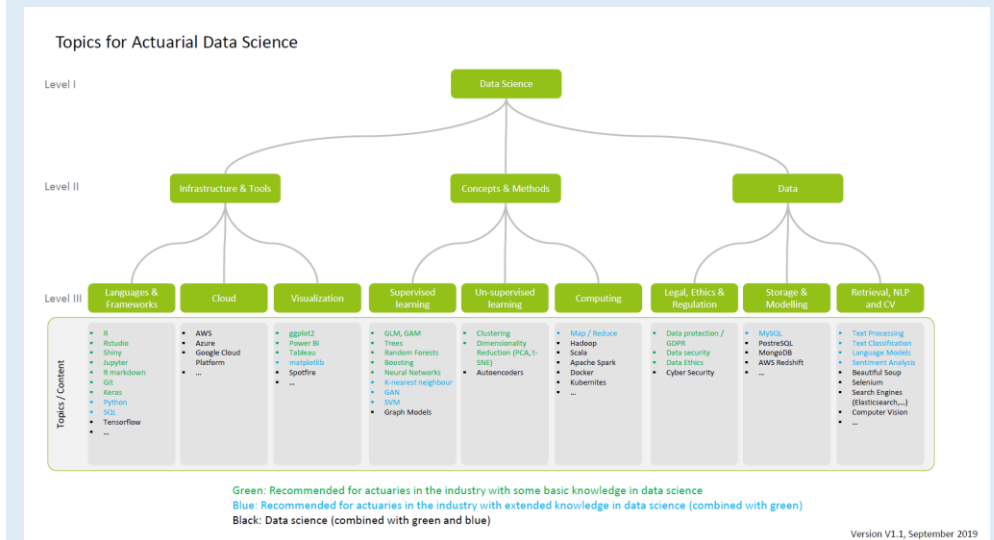 Topics for Actuarial Data Science
Level I
Data Science
Level II
Infrastructure & Tools
Concepts & Methods
Data
Level III
Languages &
Frameworks
Cloud
Visualization
Supervised
learning
Un-supervised
learning
Computing
Legal, Ethics &
Regulation
Storage &
Modelling
Retrieval, NLP
and CV
Topics / Content
▪ R
▪ Rstudio
▪ Shiny
▪ Jupyter
▪ R markdown
▪ Git
▪ Keras
▪ Python
▪ SQL
▪ Tensorflow
▪ ...
▪ AWS
▪ Azure
▪ Google Cloud
Platform
▪ ...
▪ ggplot2
▪ Power BI
▪ Tableau
▪ matplotlib
▪ Spotfire
▪ ...
▪ GLM, GAM
▪ Trees
▪ Random Forests
▪ Boosting
▪ Neural Networks
▪ K-nearest neighbour
▪ GAN
▪ SVM
▪ Graph Models
▪ Clustering
▪ Dimensionality
Reduction (PCA, t-
SNE)
▪ Autoencoders
▪ Map / Reduce
▪ Hadoop
▪ Scala
▪ Apache Spark
▪ Docker
▪ Kubernites
▪ ...
▪ Data protection /
GDPR
▪ Data security
▪ Data Ethics
▪ Cyber Security
▪ MySQL
▪ PostreSQL
▪ MongoDB
▪ AWS Redshift
▪ ...
▪ Text Processing
▪ Text Classification
▪ Language Models
▪ Sentiment Analysis
▪ Beautiful Soup
▪ Selenium
▪ Search Engines
(Elasticsearch,...)
▪ Computer Vision
▪ ...
Green: Recommended for actuaries in the industry with some basic knowledge in data science
Blue: Recommended for actuaries in the industry with extended knowledge in data science (combined with green)
Black: Data science (combined with green and blue)
Version V1.1, September 2019